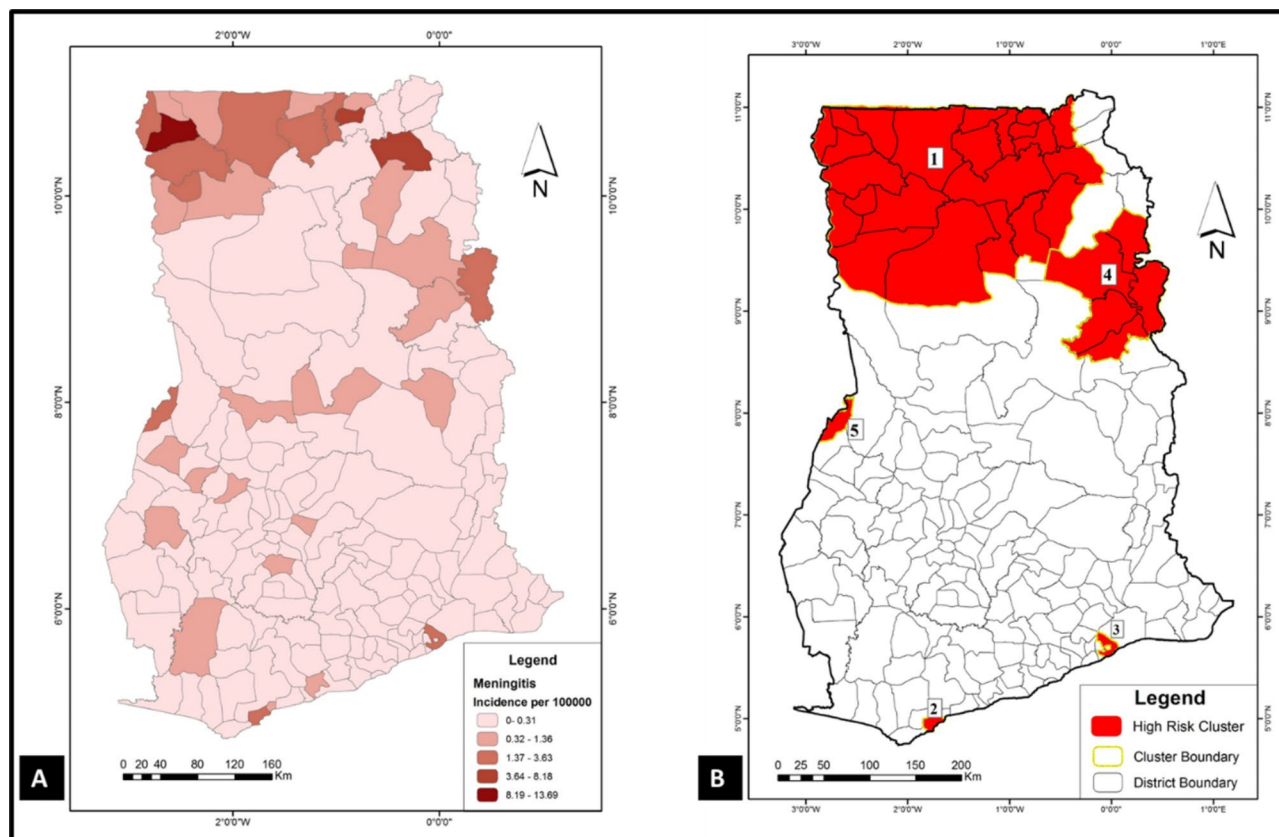 2°0'0"W 0°0'0"
N
10°0'0"N
8°0'0"N
6°0'0"N
10°0'0"N
8°0'0"N
6°0'0"N
Legend
Meningitis
Incidence per 100000
0- 0.31
0.32 - 1.36
1.37 - 3.63
3.64 - 8.18
8.19 - 13.69
0 20 40 80 120 160
Km
A
2°0'0"W 0°0'0"
3°0'0"W 2°0'0"W 1°0'0"W 0°0'0" 1°0'0"E
11°0'0"N
10°0'0"N
9°0'0"N
8°0'0"N
7°0'0"N
6°0'0"N
5°0'0"N
1
4
5
3
2
N
11°0'0"N
10°0'0"N
9°0'0"N
8°0'0"N
7°0'0"N
6°0'0"N
5°0'0"N
Legend
High Risk Cluster
Cluster Boundary
District Boundary
0 25 50 100 150 200
Km
B
3°0'0"W 2°0'0"W 1°0'0"W 0°0'0" 1°0'0"E